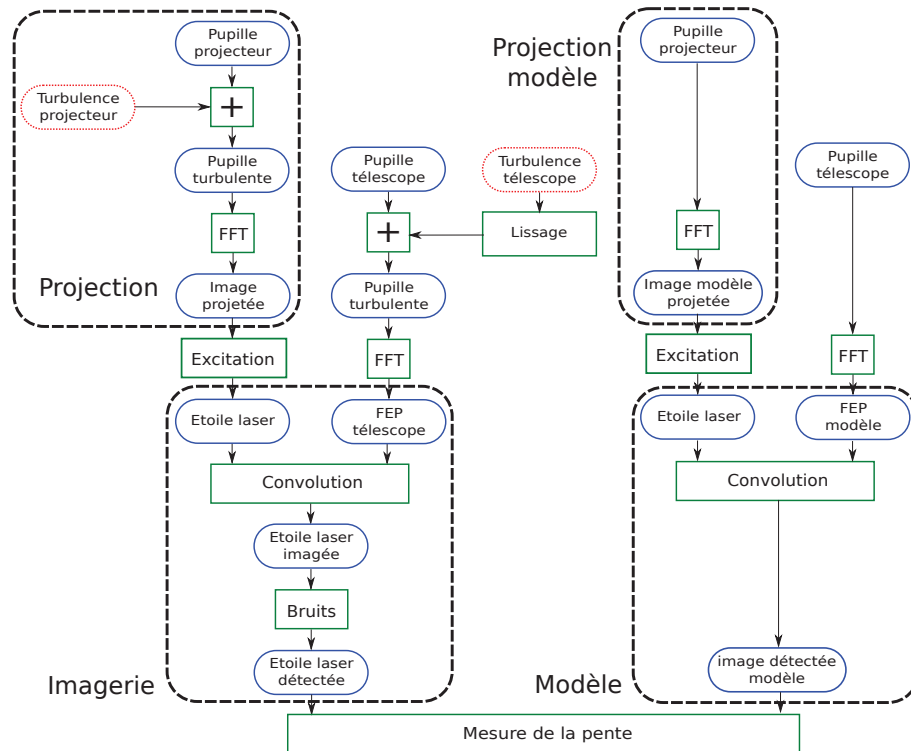 Pupille
projecteur
Turbulence
projecteur
+
Pupille
turbulente
FFT
Image
projetée
Projection
Excitation
Pupille
télescope
Turbulence
télescope
+
Lissage
Pupille
turbulente
FFT
Etoile laser
FEP
télescope
Convolution
Etoile laser
imagée
Bruits
Etoile laser
détectée
Imagerie
Projection
modèle
Pupille
projecteur
FFT
Image modèle
projetée
Excitation
Pupille
télescope
FFT
Etoile laser
FEP
modèle
Convolution
image détectée
modèle
Modèle
Mesure de la pente